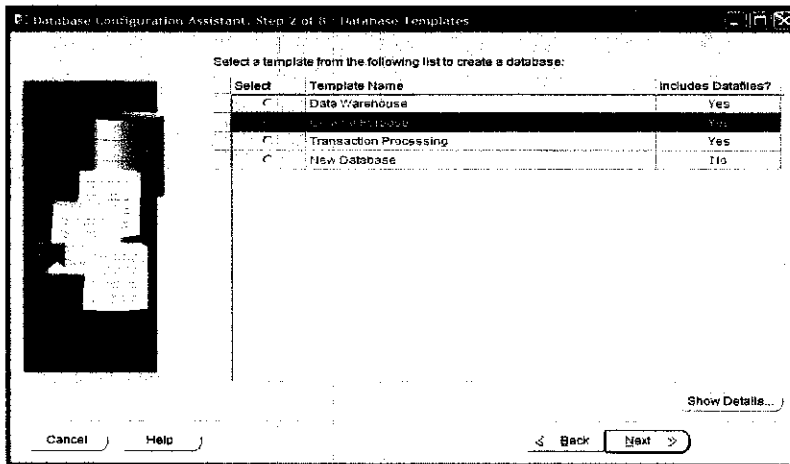 Database Configuration Assistant, Step 2 of 8 : Database Templates
Select a template from the following list to create a database:
Select Template Name Includes Datafiles?
Data Warehouse Yes
General Purpose Yes
Transaction Processing Yes
New Database No
Show Details...
Cancel Help Back Next